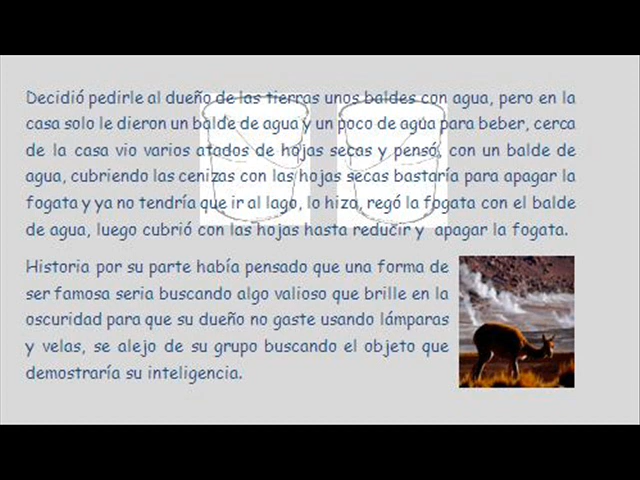 Decidió pedirle al dueño de las tierras unos baldes con agua, pero en la
casa solo le dieron un balde de agua y un poco de agua para beber, cerca
de la casa vio varios atados de hojas secas y pensó, con un balde de
agua, cubriendo las cenizas con las hojas secas bastaría para apagar la
fogata y ya no tendría que ir al lago, lo hizo, regó la fogata con el balde
de agua, luego cubrió con las hojas hasta reducir y apagar la fogata.
Historia por su parte había pensado que una forma de
ser famosa seria buscando algo valioso que brille en la
oscuridad para que su dueño no gaste usando lámparas
y velas, se alejo de su grupo buscando el objeto que
demostraría su inteligencia.